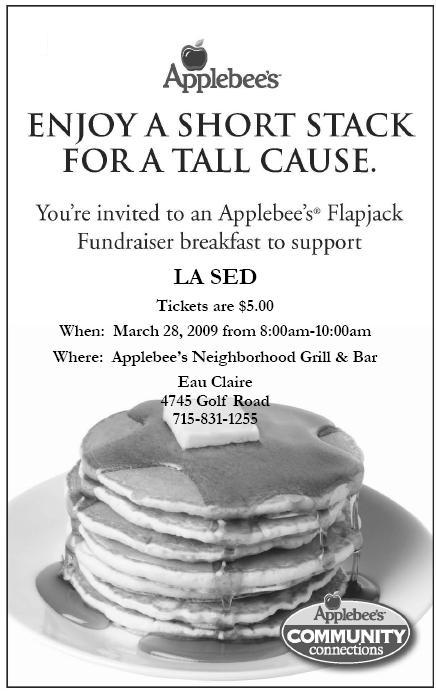 Applebee's
ENJOY A SHORT STACK
FOR A TALL CAUSE.
You're invited to an Applebee's® Flapjack
Fundraiser breakfast to support
LA SED
Tickets are $5.00
When: March 28, 2009 from 8:00am-10:00am
Where: Applebee's Neighborhood Grill & Bar
Eau Claire
4745 Golf Road
715-831-1255
Applebee's
COMMUNITY
connections